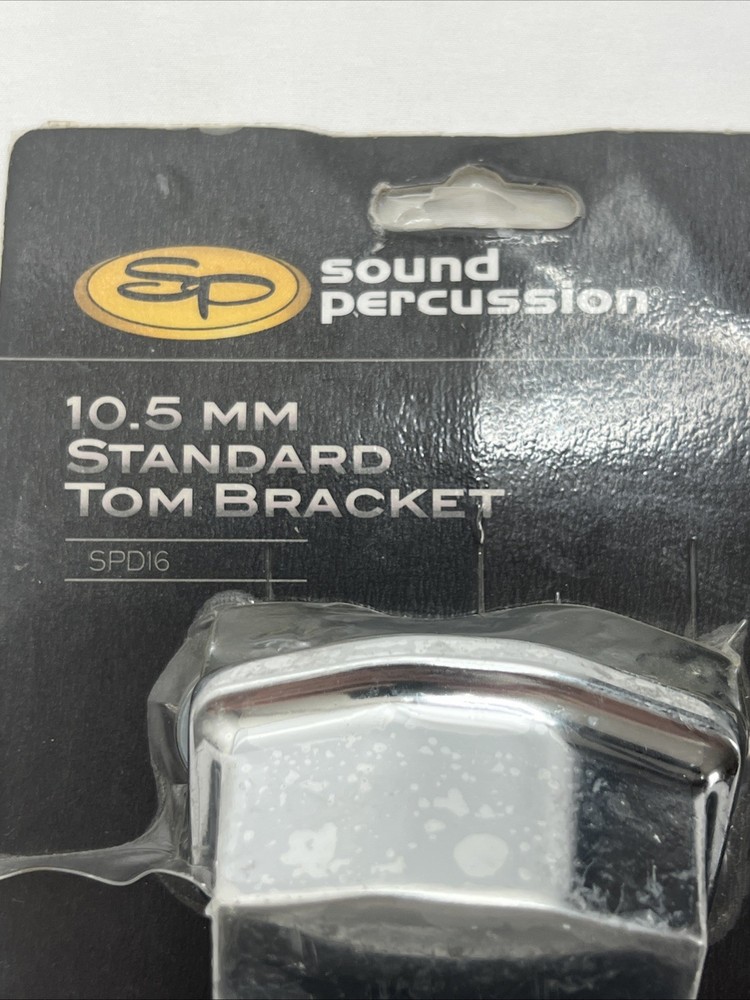 SP
sound
percussion
10.5 MM
STANDARD
TOM BRACKET
SPD16